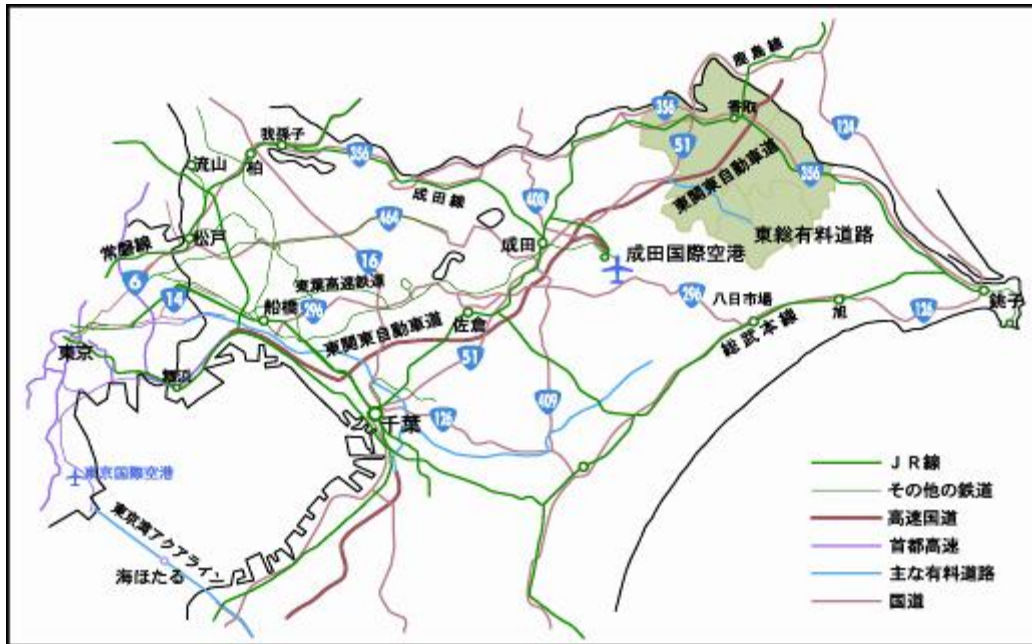 鹿島線
356
香取
51
124
我孫子
流山
柏
356
東関東自動車道
356
成田線
408
464
東総有料道路
常磐線
松戸
成田
成田国際空港
6
16
東葉高速鉄道
14
船橋
296
296
八日市場
旭
126
銚子
東関東自動車道
佐倉
総武本線
東京
51
409
126
千葉
東京国際空港
東京湾アクアライン
海ほたる
JR線
その他の鉄道
高速国道
首都高速
主な有料道路
国道